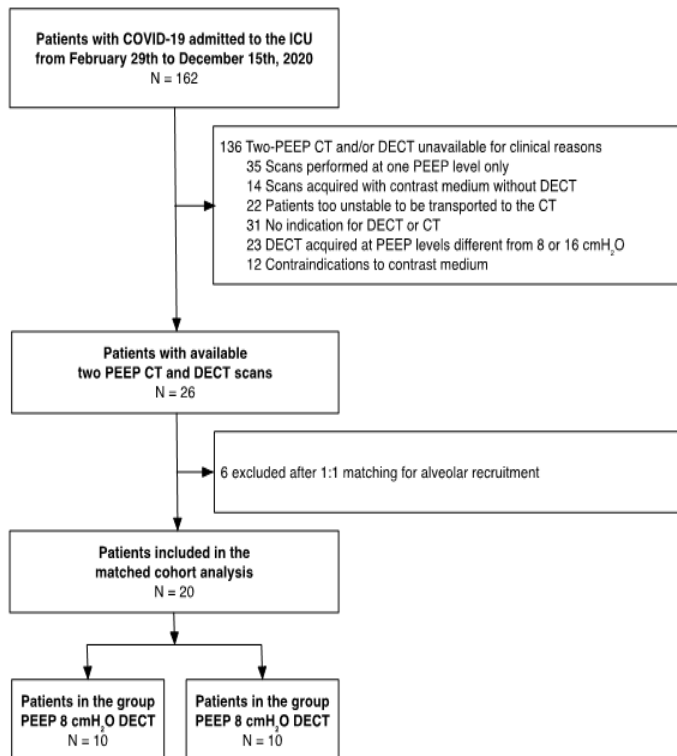 Patients with COVID-19 admitted to the ICU
from February 29th to December 15th, 2020
N = 162
136 Two-PEEP CT and/or DECT unavailable for clinical reasons
35 Scans performed at one PEEP level only
14 Scans acquired with contrast medium without DECT
22 Patients too unstable to be transported to the CT
31 No indication for DECT or CT
23 DECT acquired at PEEP levels different from 8 or 16 cmH₂O
12 Contraindications to contrast medium
Patients with available
two PEEP CT and DECT scans
N = 26
6 excluded after 1:1 matching for alveolar recruitment
Patients included in the
matched cohort analysis
N = 20
Patients in the group
PEEP 8 cmH₂O DECT
N = 10
Patients in the group
PEEP 8 cmH₂O DECT
N = 10